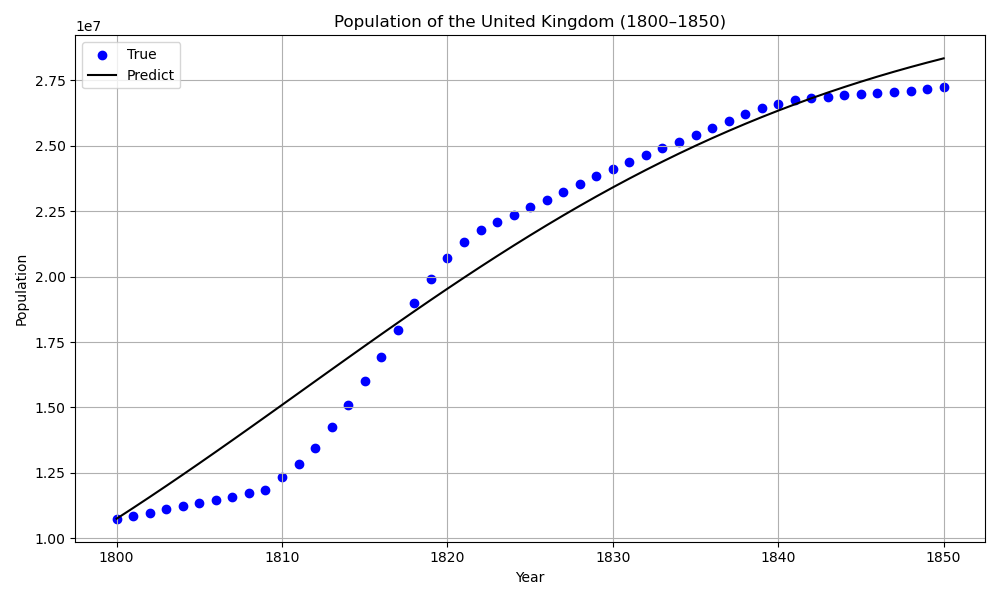 Population of the United Kingdom (1800–1850)
1e7
True
Predict
2.75
2.50
2.25
2.00
1.75
1.50
1.25
1.00
Population
1800 1810 1820 1830 1840 1850
Year